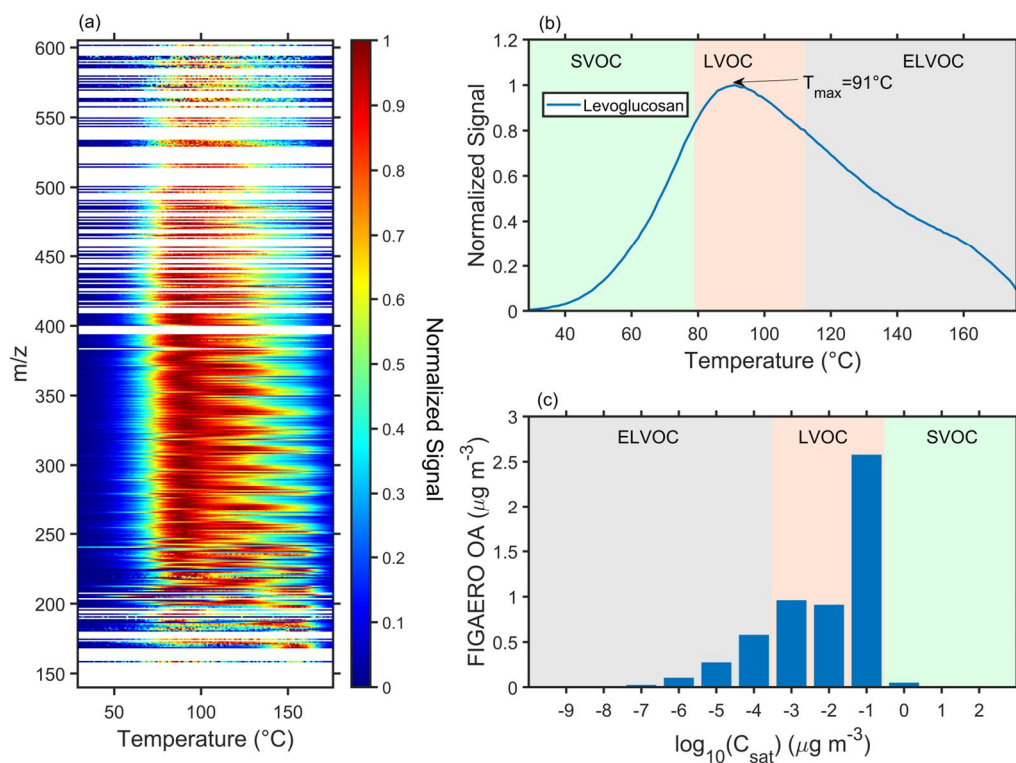 (a)
600
550
500
450
400
350
300
250
200
150
m/z
50
100
150
Temperature (°C)
1
0.9
0.8
0.7
0.6
0.5
0.4
0.3
0.2
0.1
0
Normalized Signal
(b)
1.2
1
0.8
0.6
0.4
0.2
0
Normalized Signal
SVOC
LVOC
ELVOC
Levoglucosan
T_max=91°C
40
60
80
100
120
140
160
Temperature (°C)
(c)
3
2.5
2
1.5
1
0.5
0
FIGAERO OA (μg m⁻³)
ELVOC
LVOC
SVOC
-9 -8 -7 -6 -5 -4 -3 -2 -1 0 1 2
log₁₀(C_sat) (μg m⁻³)